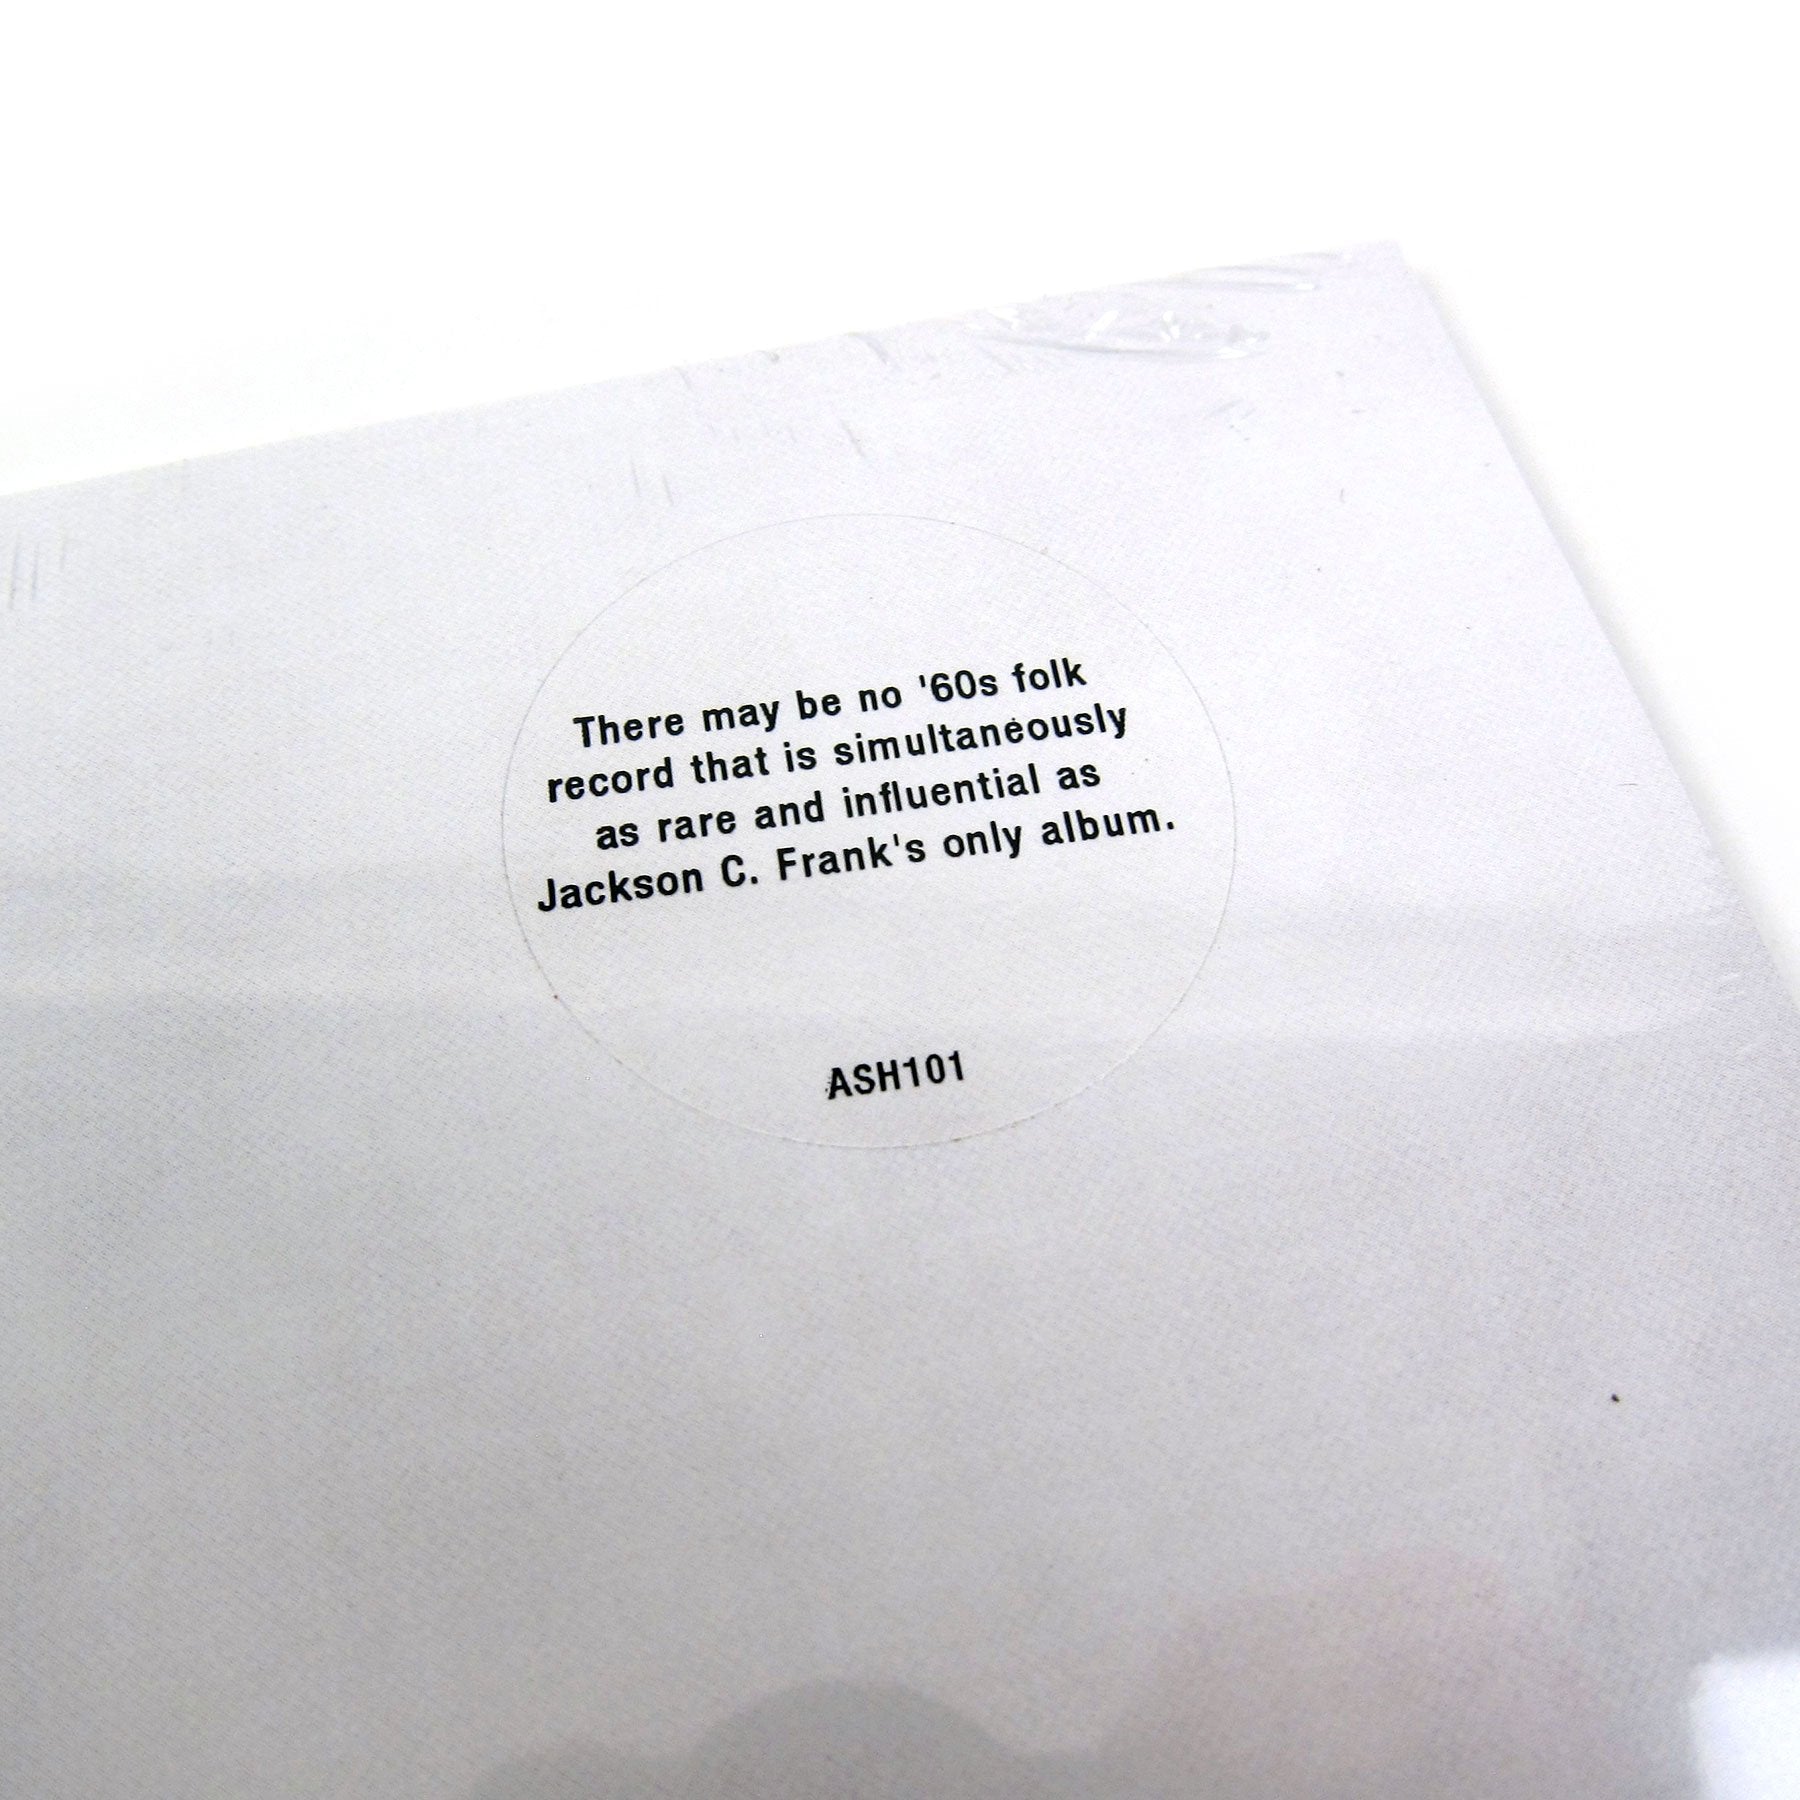 There may be no '60s folk
record that is simultaneously
as rare and influential as
Jackson C. Frank's only album.
ASH101